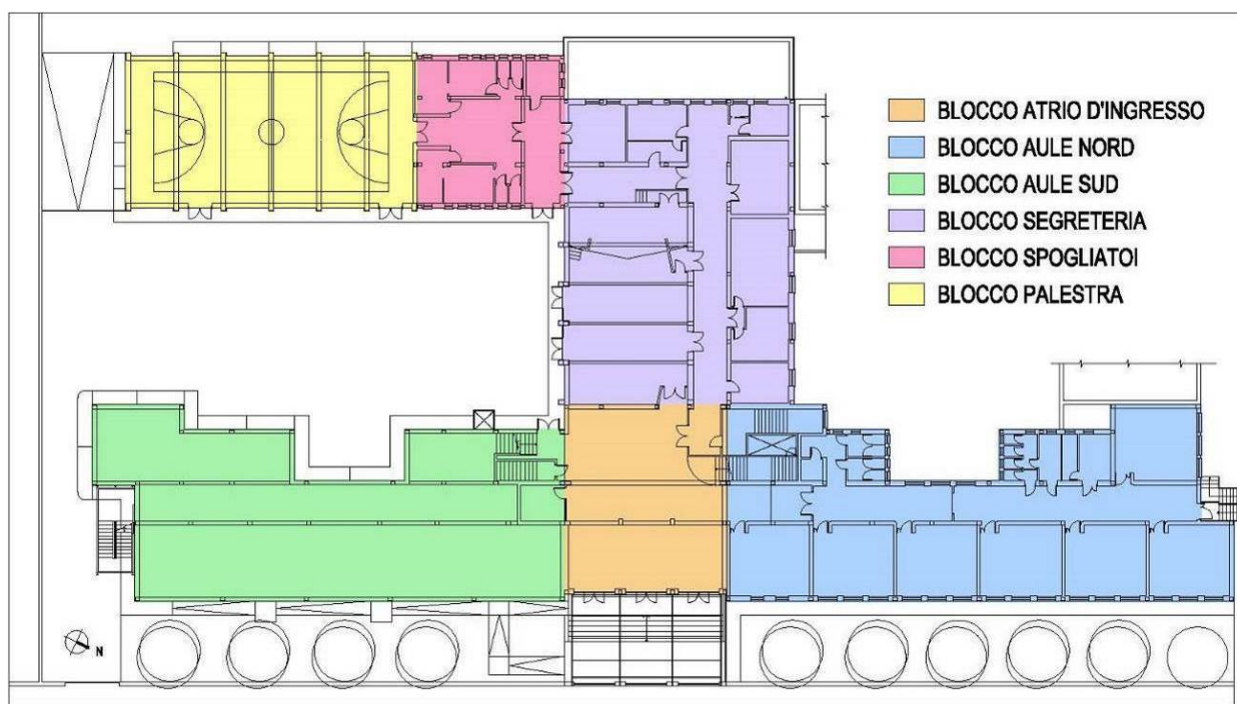 BLOCCO ATRIO D'INGRESSO
BLOCCO AULE NORD
BLOCCO AULE SUD
BLOCCO SEGRETERIA
BLOCCO SPOGLIATOI
BLOCCO PALESTRA
N